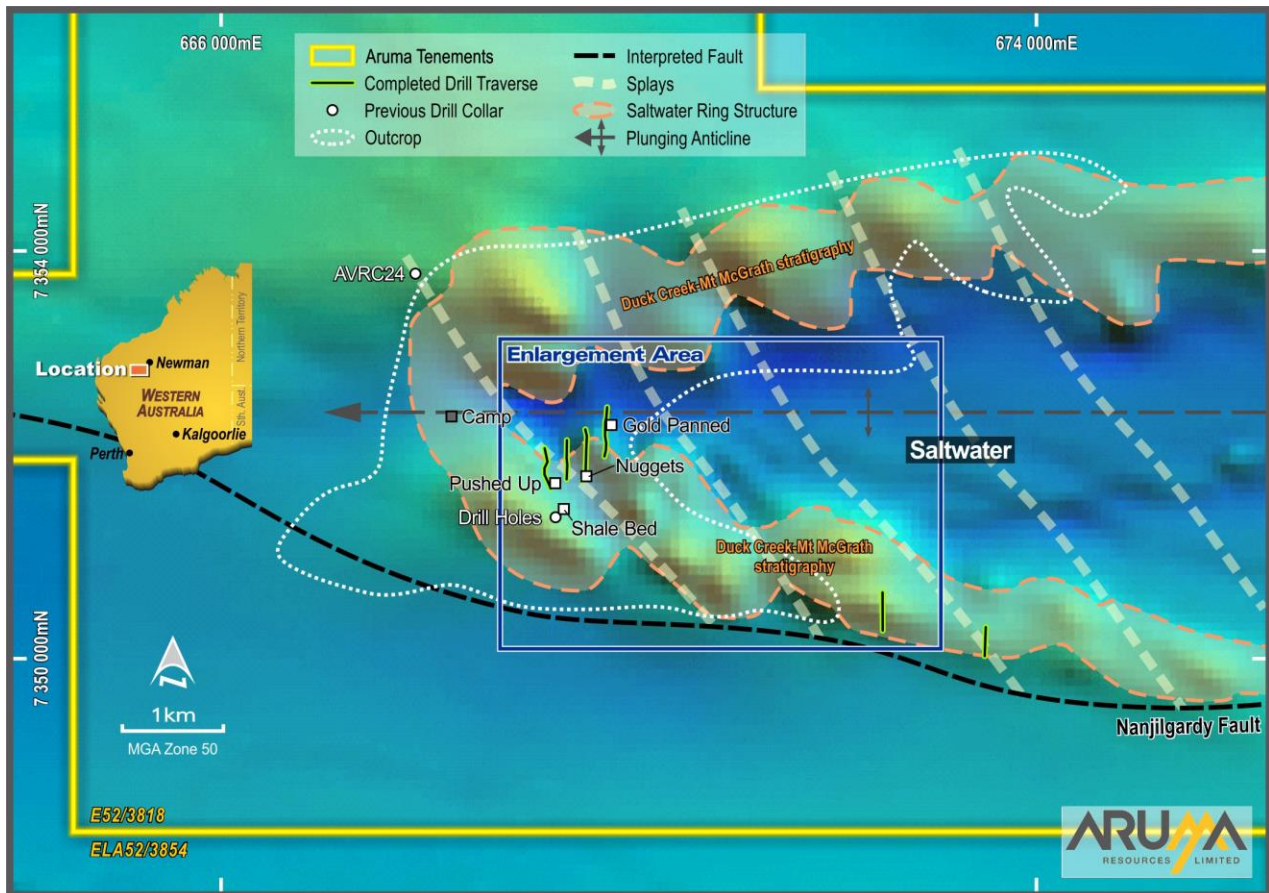 666 000mE
674 000mE
Aruma Tenements
Completed Drill Traverse
Previous Drill Collar
Outcrop
Interpreted Fault
Splays
Saltwater Ring Structure
Plunging Anticline
7 354 000mN
AVRC24
Duck Creek-Mt McGrath stratigraphy
Northern Territory
Sth. Aust.
Location
Newman
WESTERN
AUSTRALIA
Kalgoorlie
Perth
Enlargement Area
Camp
Gold Panned
Saltwater
Nuggets
Pushed Up
Drill Holes
Shale Bed
Duck Creek-Mt McGrath
stratigraphy
7 350 000mN
N
1km
MGA Zone 50
Nanjilgardy Fault
E52/3818
ELA52/3854
ARUMA
RESOURCES LIMITED